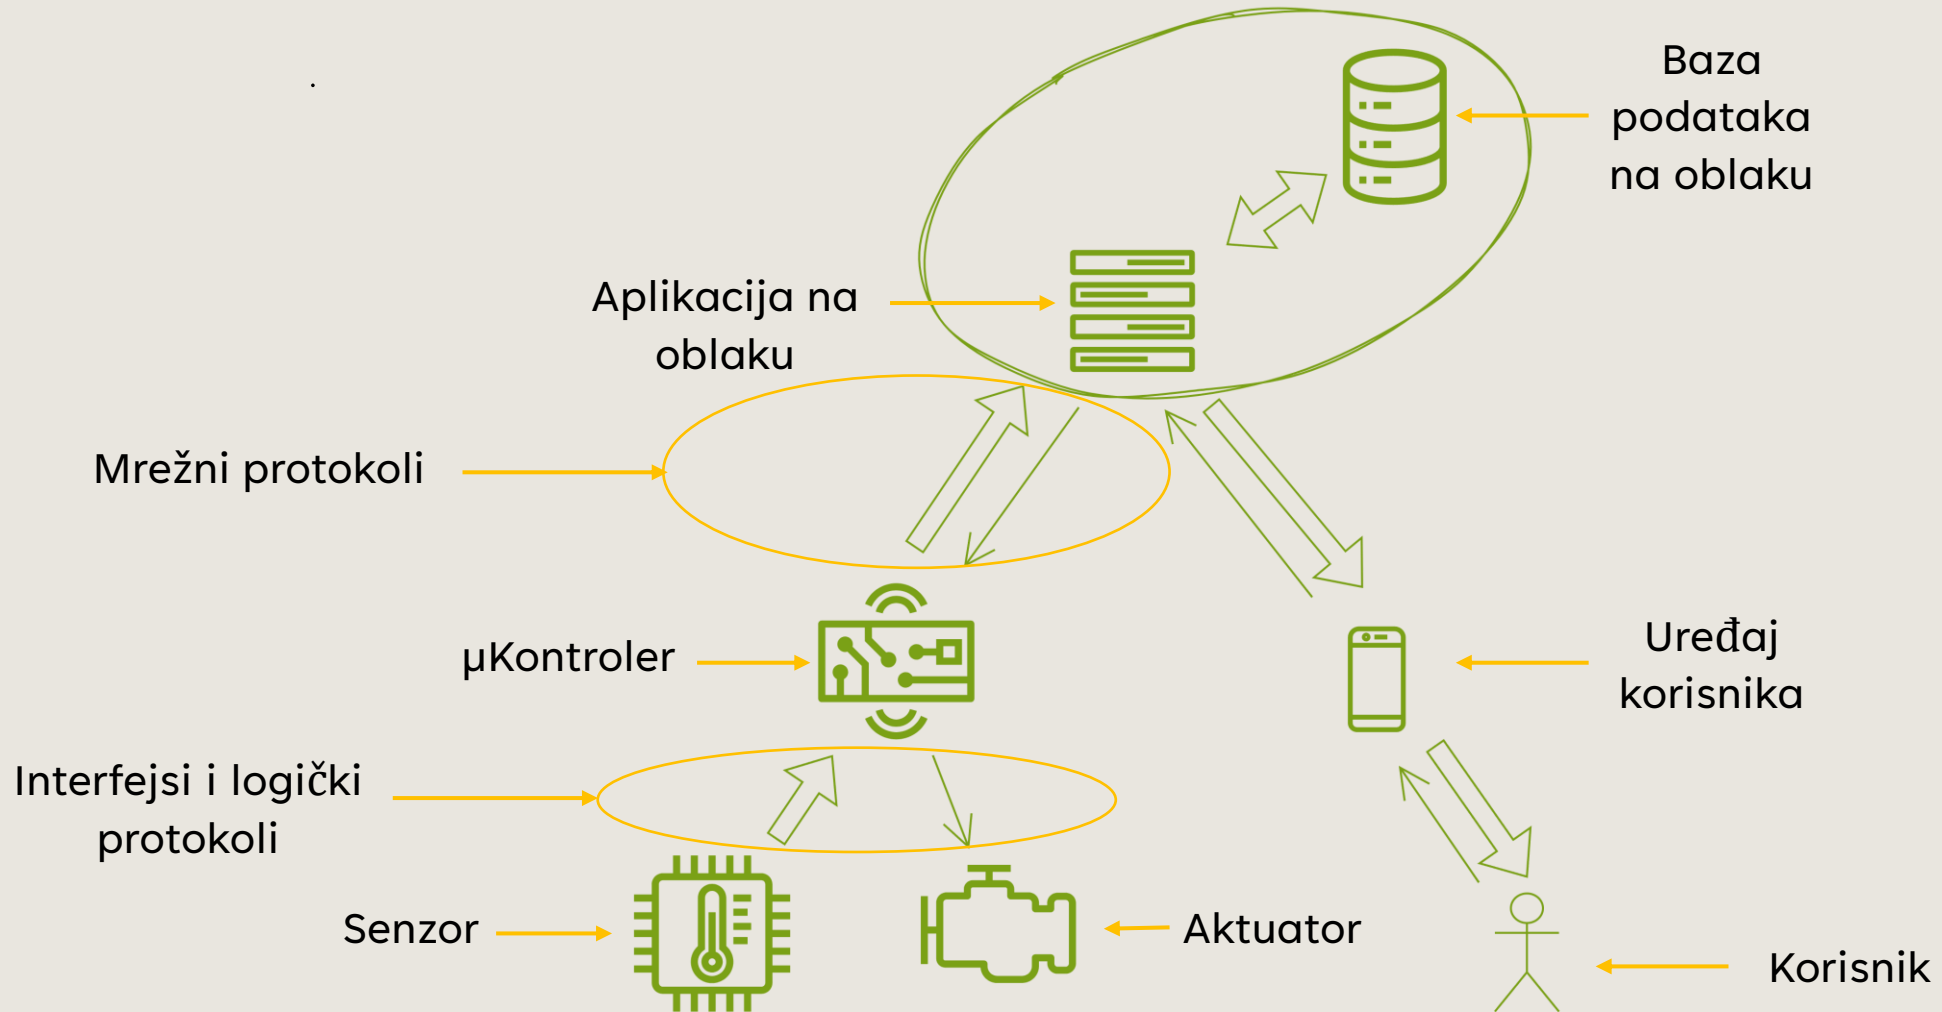 Baza
podataka
na oblaku
Aplikacija na
oblaku
Mrežni protokoli
µKontroler
Uređaj
korisnika
Interfejsi i logički
protokoli
Senzor
Aktuator
Korisnik